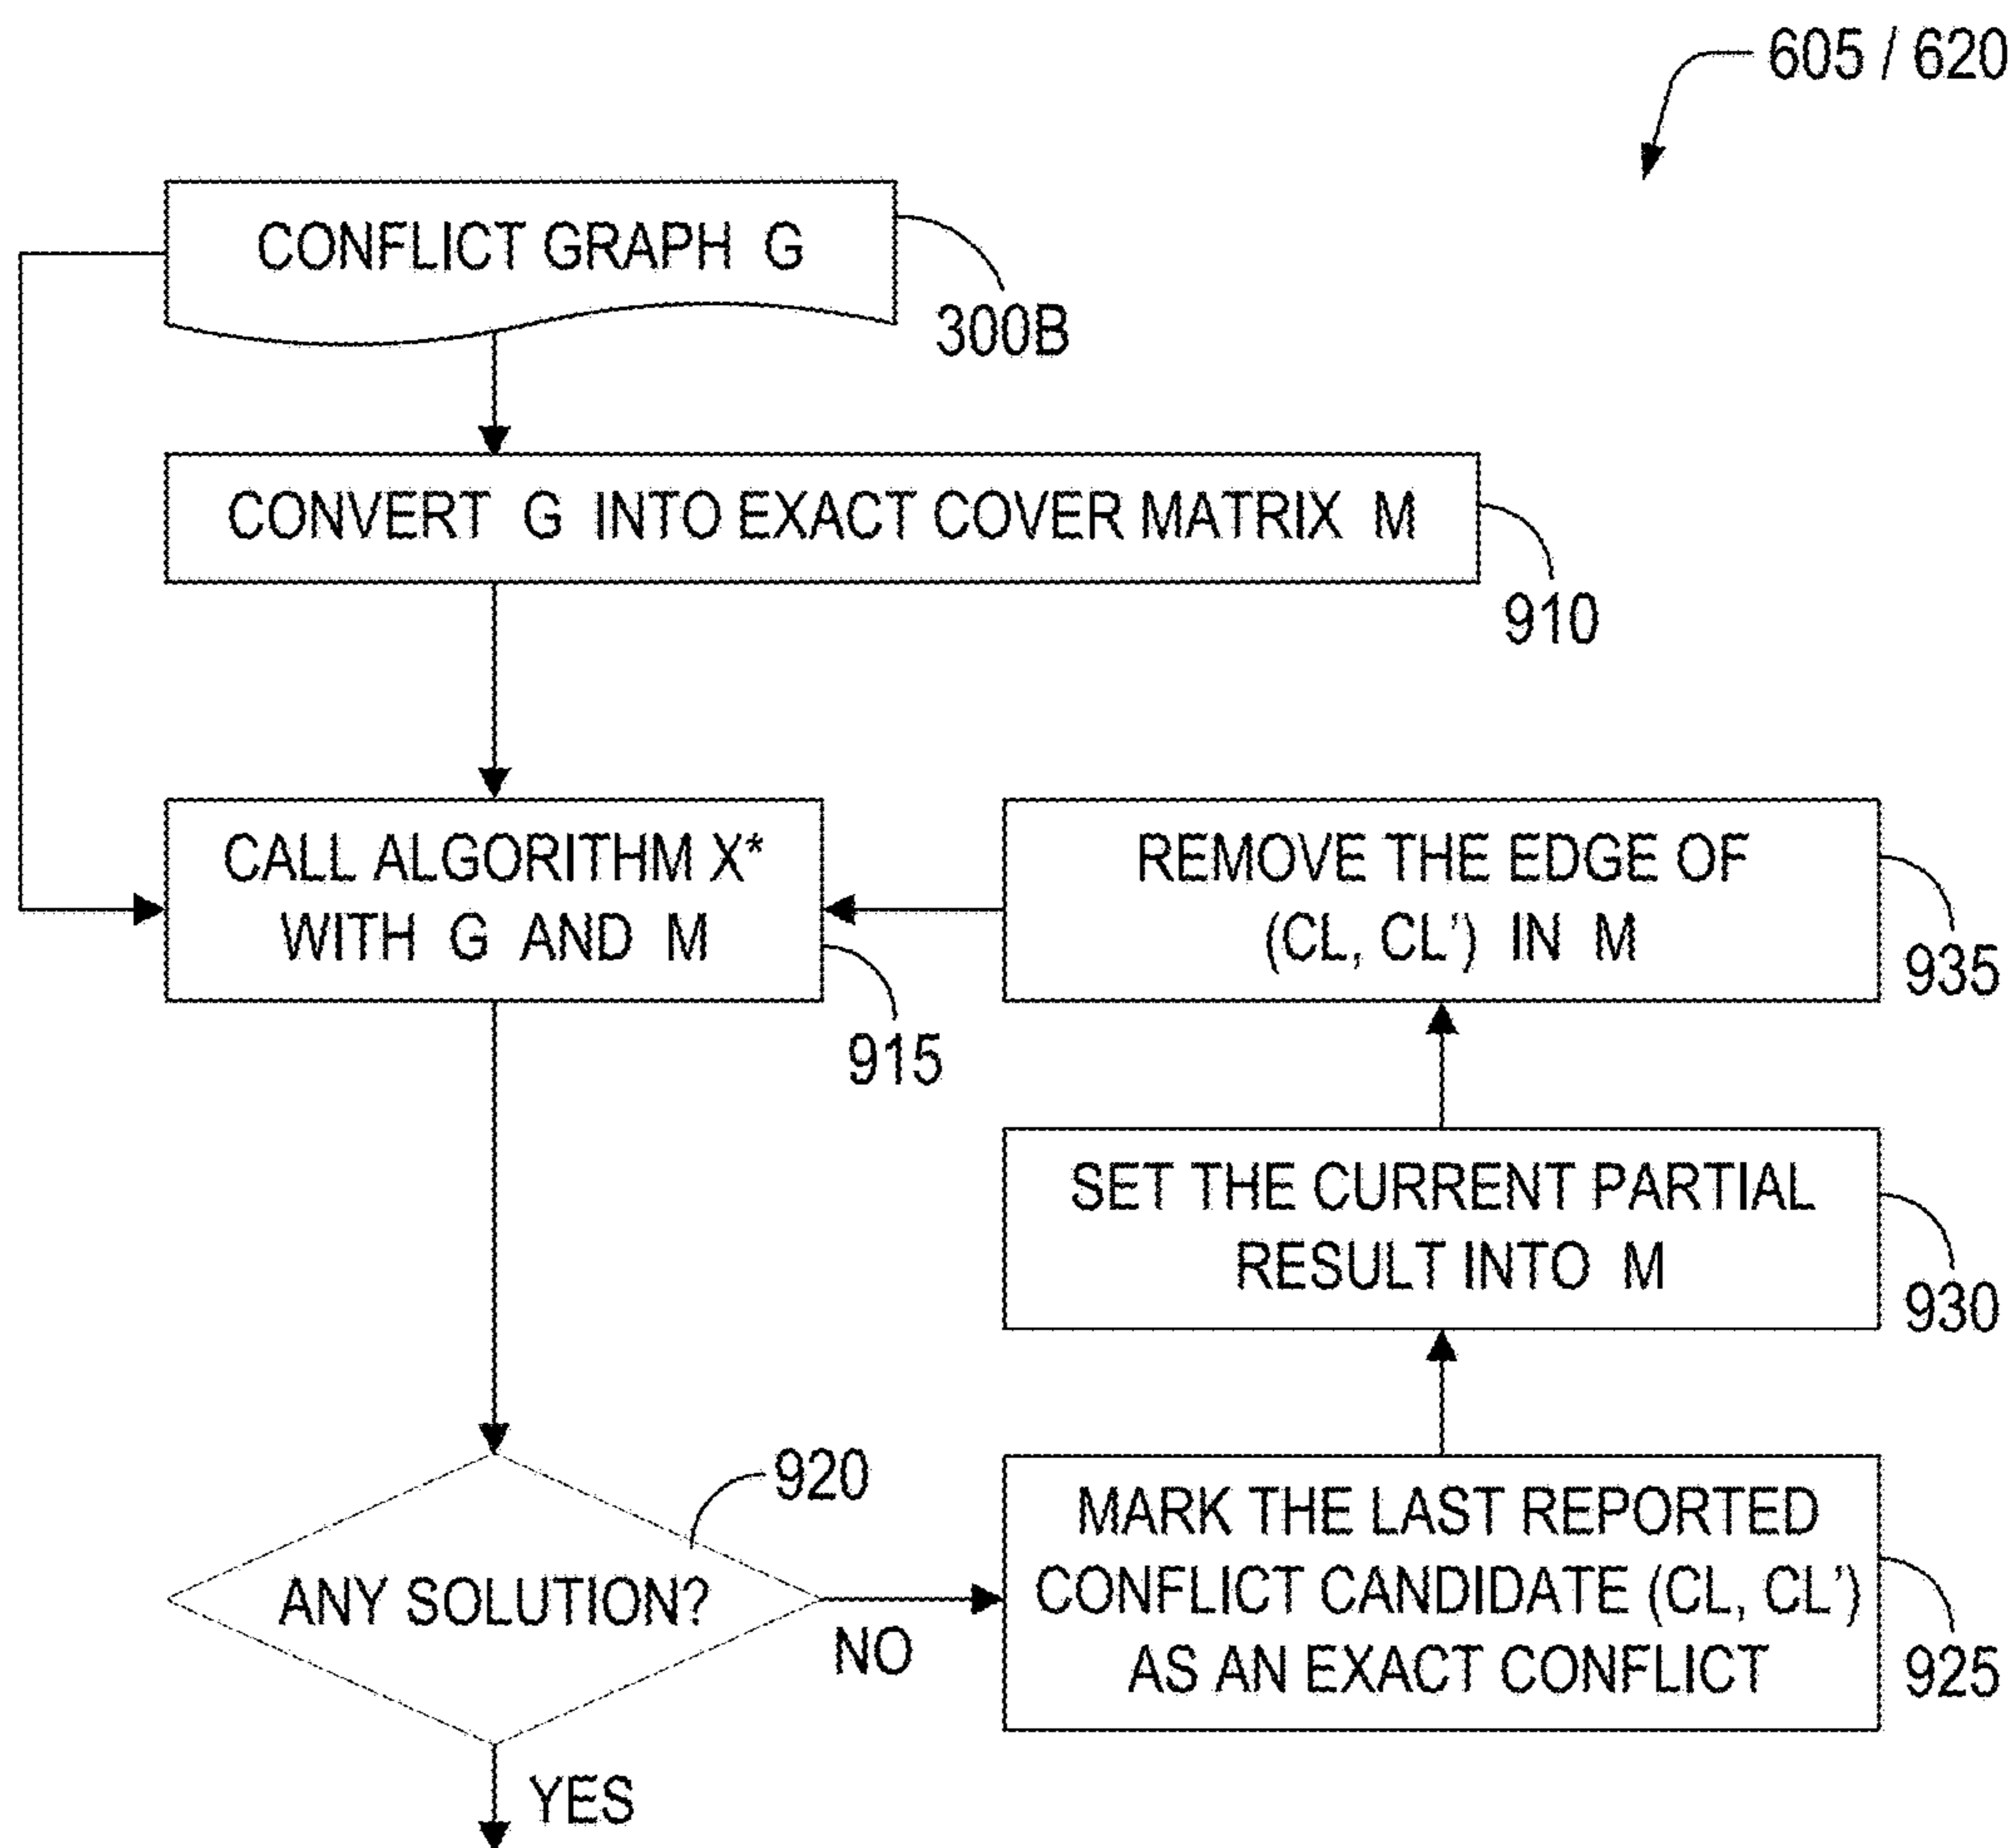 605 / 620
CONFLICT GRAPH G
300B
CONVERT G INTO EXACT COVER MATRIX M
910
CALL ALGORITHM X*
WITH G AND M
915
REMOVE THE EDGE OF
(CL, CL’) IN M
935
SET THE CURRENT PARTIAL
RESULT INTO M
930
920
ANY SOLUTION?
NO
MARK THE LAST REPORTED
CONFLICT CANDIDATE (CL, CL’)
AS AN EXACT CONFLICT
925
YES